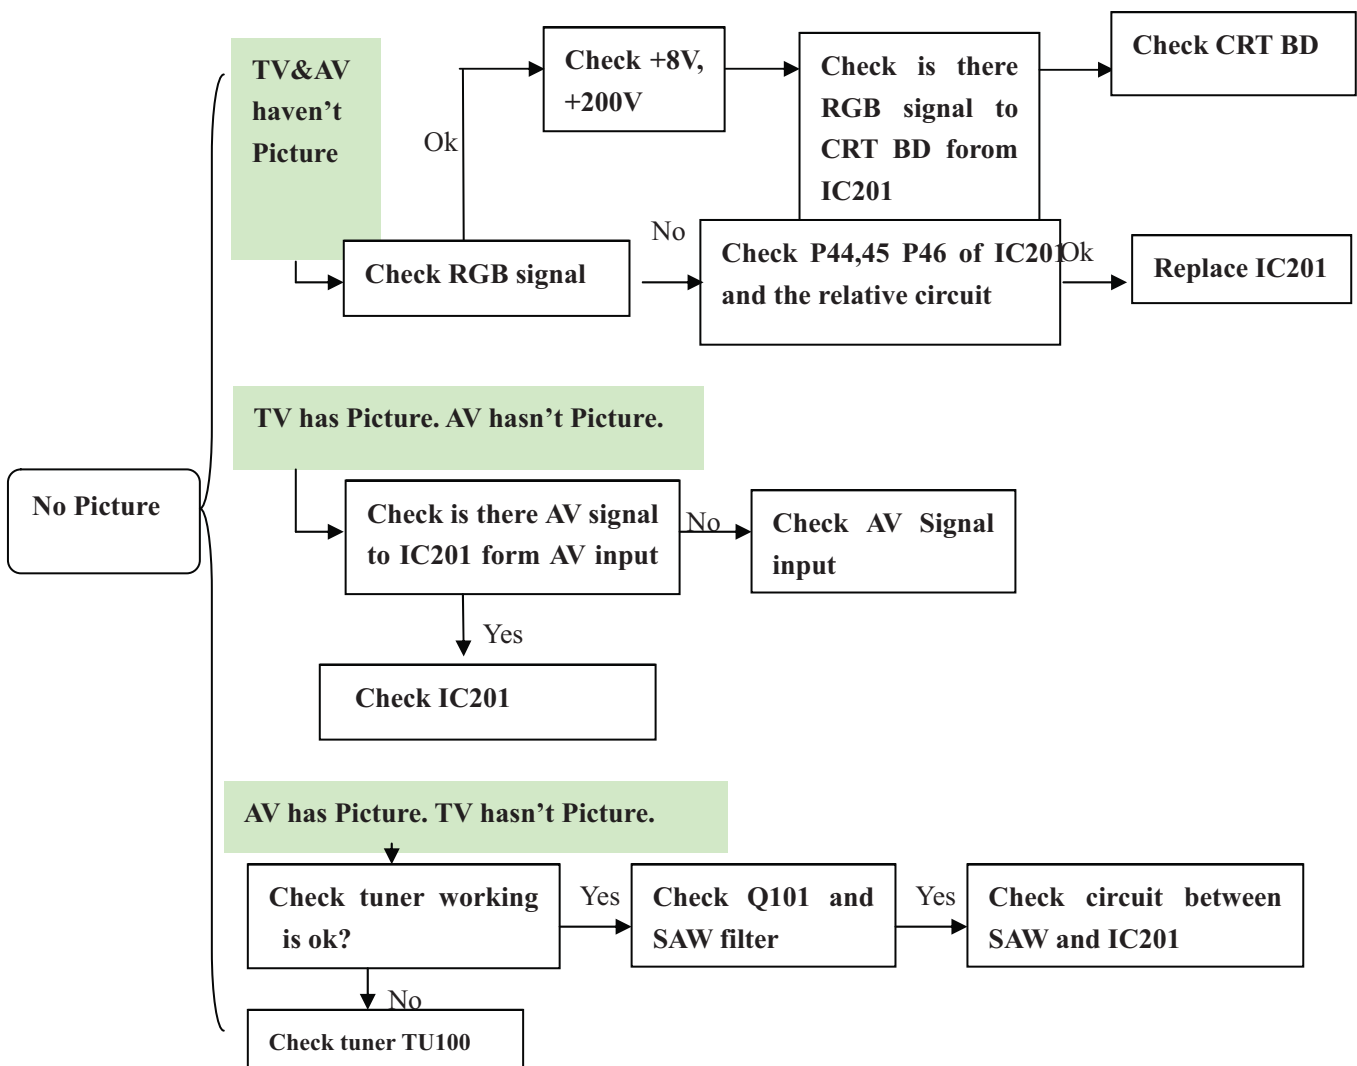 TV&AV
haven’t
Picture
Ok
Check +8V,
+200V
Check is there
RGB signal to
CRT BD forom
IC201
Check CRT BD
Check RGB signal
No
Check P44,45 P46 of IC201
and the relative circuit
Ok
Replace IC201
No Picture
TV has Picture. AV hasn’t Picture.
Check is there AV signal
to IC201 form AV input
No
Check AV Signal
input
Yes
Check IC201
AV has Picture. TV hasn’t Picture.
Check tuner working
is ok?
Yes
Check Q101 and
SAW filter
Yes
Check circuit between
SAW and IC201
No
Check tuner TU100